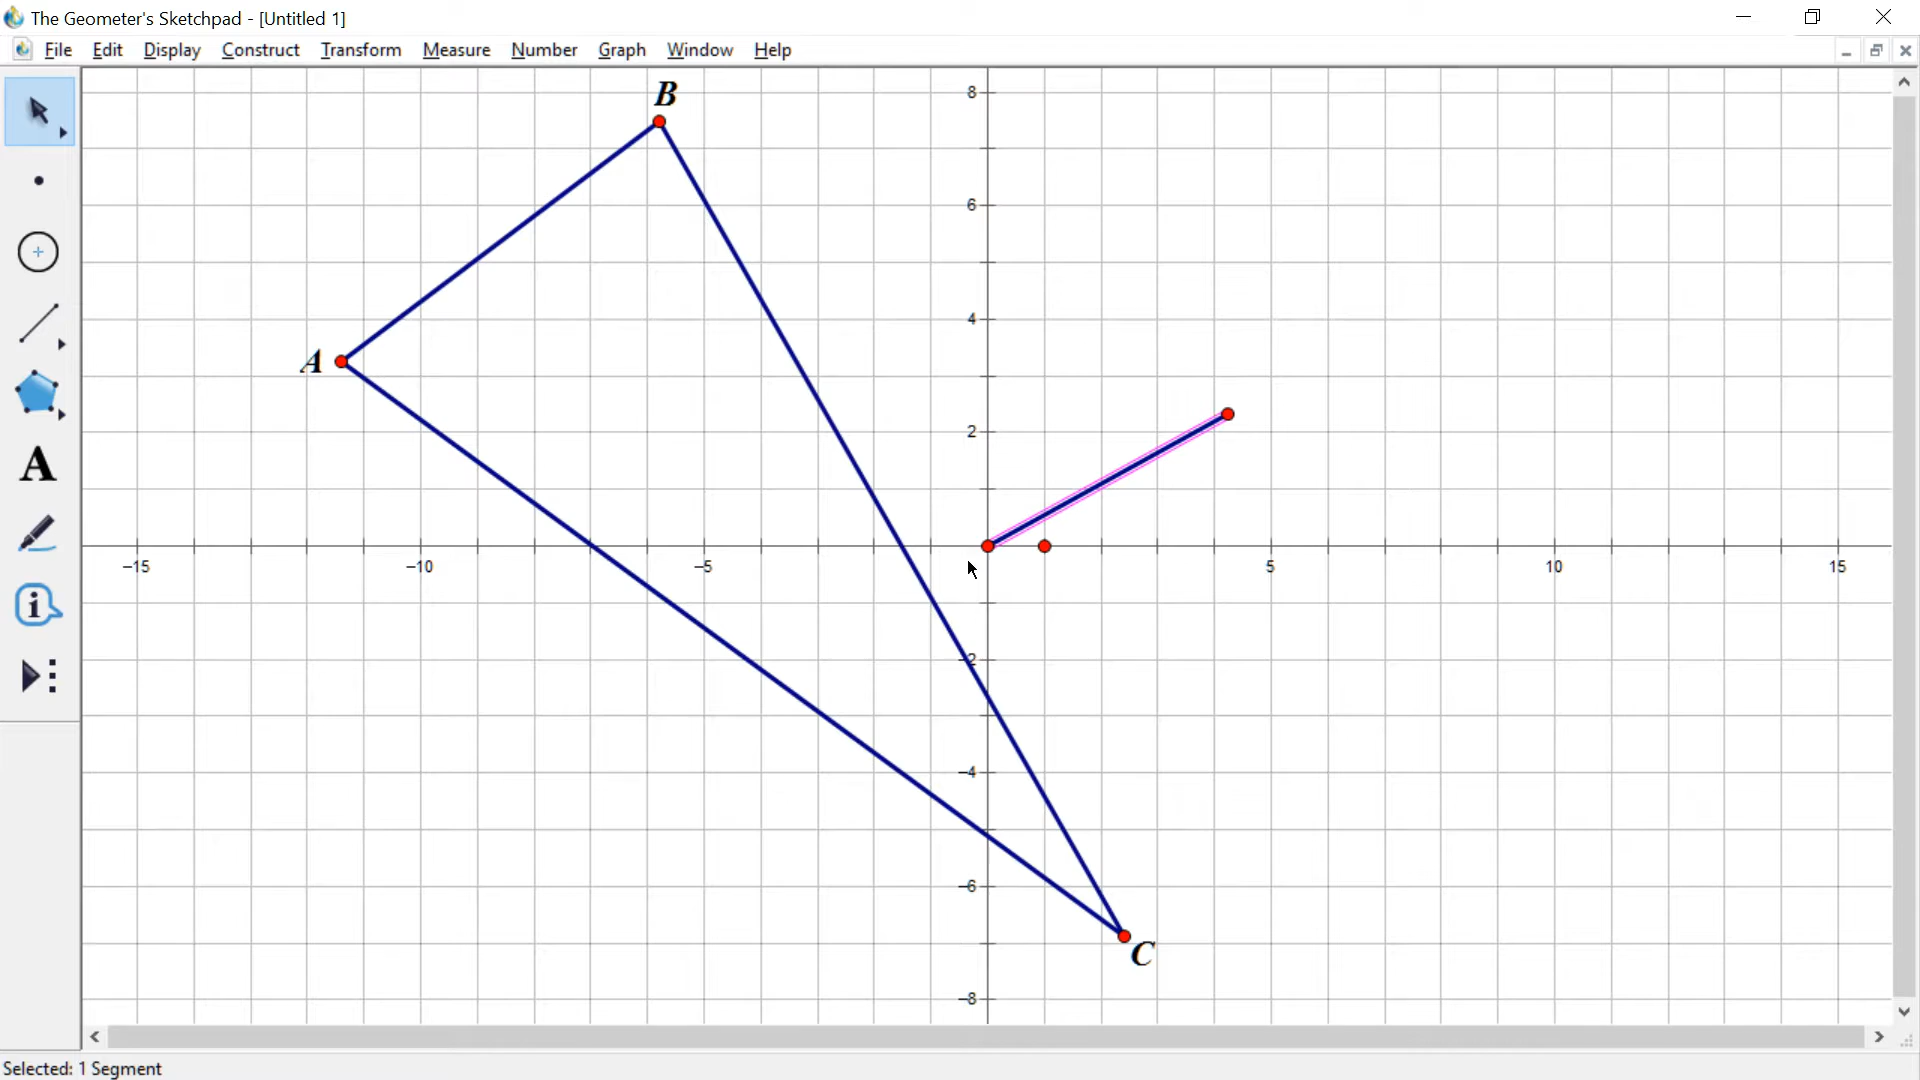 The Geometer's Sketchpad - [Untitled 1]
File Edit Display Construct Transform Measure Number Graph Window Help
B
8
6
4
A
2
-15 -10 -5 5 10 15
-2
-4
-6
C
-8
A
i
Selected: 1 Segment